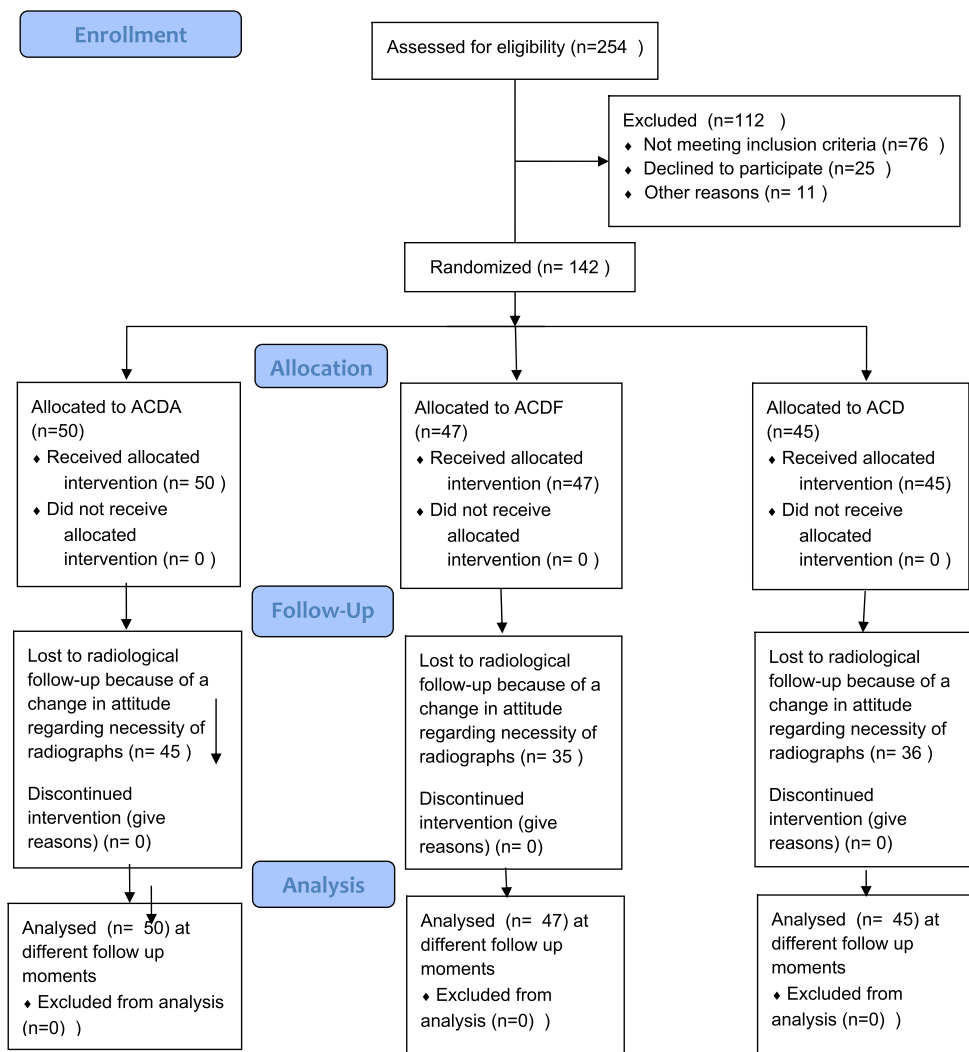 Enrollment
Assessed for eligibility (n=254 )
Excluded (n=112 )
♦ Not meeting inclusion criteria (n=76 )
♦ Declined to participate (n=25 )
♦ Other reasons (n= 11 )
Randomized (n= 142 )
Allocation
Allocated to ACDA
(n=50)
♦ Received allocated
intervention (n= 50 )
♦ Did not receive
allocated
intervention (n= 0 )
Allocated to ACDF
(n=47)
♦ Received allocated
intervention (n=47)
♦ Did not receive
allocated
intervention (n= 0 )
Allocated to ACD
(n=45)
♦ Received allocated
intervention (n=45)
♦ Did not receive
allocated
intervention (n= 0 )
Follow-Up
Lost to radiological
follow-up because of a
change in attitude
regarding necessity of
radiographs (n= 45 )
Discontinued
intervention (give
reasons) (n= 0)
Lost to radiological
follow-up because of a
change in attitude
regarding necessity of
radiographs (n= 35 )
Discontinued
intervention (give
reasons) (n= 0)
Lost to radiological
follow-up because of a
change in attitude
regarding necessity of
radiographs (n= 36 )
Discontinued
intervention (give
reasons) (n= 0)
Analysis
Analysed (n= 50) at
different follow up
moments
♦ Excluded from analysis
(n=0) )
Analysed (n= 47) at
different follow up
moments
♦ Excluded from
analysis (n=0) )
Analysed (n= 45) at
different follow up
moments
♦ Excluded from
analysis (n=0) )